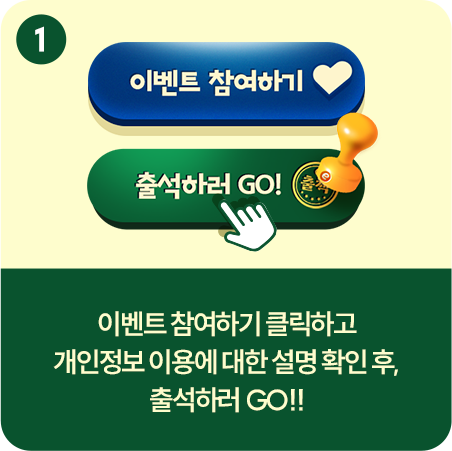 1
이벤트 참여하기
출석하러 GO!
출석
이벤트 참여하기 클릭하고
개인정보 이용에 대한 설명 확인 후,
출석하러 GO!!